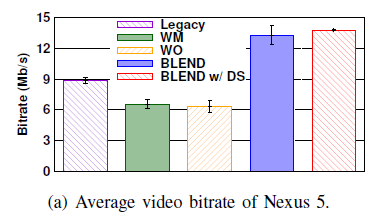 15
12
9
6
3
0
Bitrate (Mb/s)
Legacy
WM
WO
BLEND
BLEND w/ DS
(a) Average video bitrate of Nexus 5.